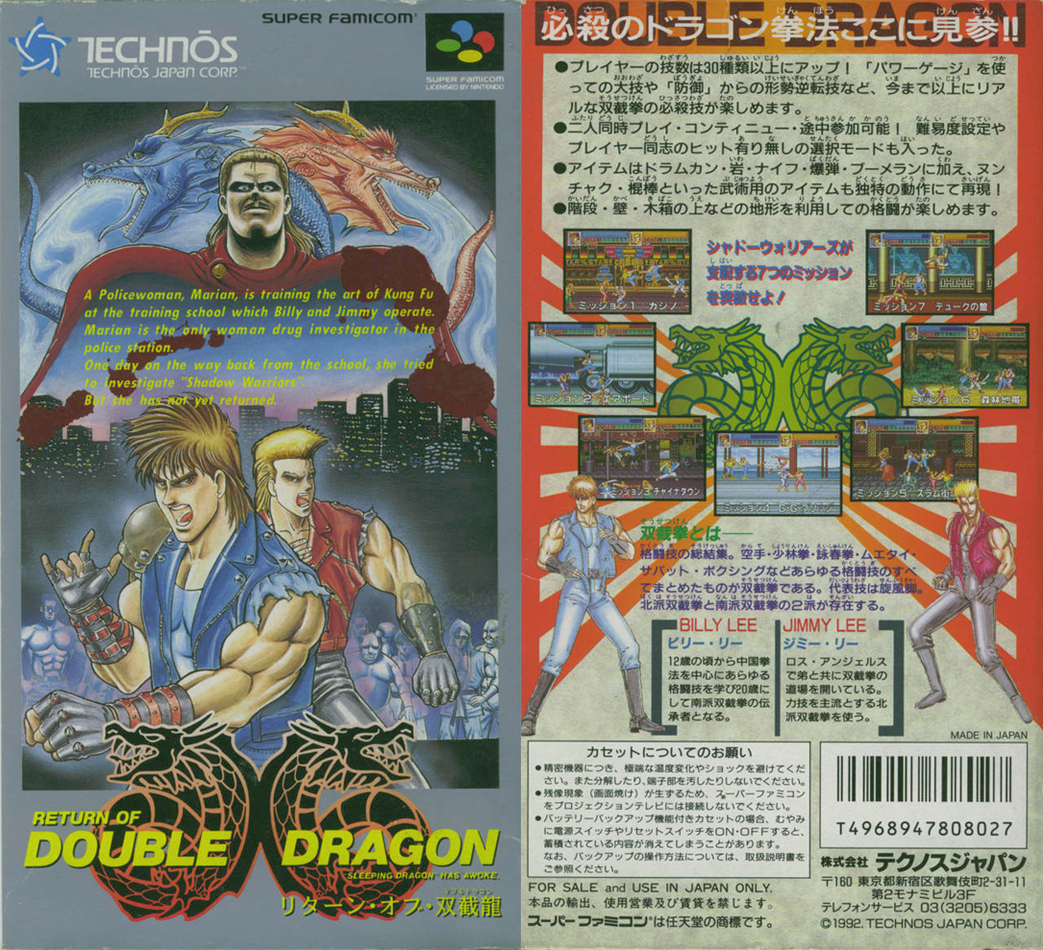 SUPER FAMICOM
TECHNŌS
TECHNŌS JAPAN CORP.™
SUPER FAMICOM
LICENSED BY NINTENDO
A Policewoman, Marian, is training the art of Kung Fu
at the training school which Billy and Jimmy operate.
Marian is the only woman drug investigator in the
police station.
One day on the way back from the school, she tried
to investigate "Shadow Warriors".
But she has not yet returned.
RETURN OF
DOUBLE DRAGON
SLEEPING DRAGON HAS AWOKE.
ダブルドラゴン
リターン・オブ・双截龍
DOUBLE DRAGON
必殺のドラゴン拳法ここに見参!!
●プレイヤーの技数は30種類以上にアップ! 「パワーゲージ」を使
っての大技や「防御」からの形勢逆転技など、今まで以上にリア
ルな双截拳の必殺技が楽しめます。
●二人同時プレイ・コンティニュー・途中参加可能! 難易度設定や
プレイヤー同志のヒット有り無しの選択モードも入った。
●アイテムはドラムカン・岩・ナイフ・爆弾・ブーメランに加え、ヌン
チャク・棍棒といった武術用のアイテムも独特の動作にて再現!
●階段・壁・木箱の上などの地形を利用しての格闘が楽しめます。
シャドーウォリアーズが
支配する7つのミッション
を突破せよ!
ミッション1 カジノ
ミッション7 デュークの館
ミッション2 エアポート
ミッション6 森林地帯
ミッション3 チャイナタウン
ミッション4
ミッション5 スラム街
双截拳とは──
格闘技の総結集。空手・少林拳・詠春拳・ムエタイ・
サバット・ボクシングなどあらゆる格闘技のすべ
てまとめたものが双截拳である。代表技は旋風脚。
北派双截拳と南派双截拳の2派が存在する。
BILLY LEE
ビリー・リー
12歳の頃から中国拳
法を中心にあらゆる
格闘技を学び20歳に
して南派双截拳の伝
承者となる。
JIMMY LEE
ジミー・リー
ロス・アンジェルス
で弟と共に双截拳の
道場を開いている。
力技を主流とする北
派双截拳を使う。
MADE IN JAPAN
カセットについてのお願い
●精密機器につき、極端な温度変化やショックを避けてくだ
さい。また分解したり、端子部を汚したりしないでください。
●残像現象(画面焼け)が生ずるため、スーパーファミコン
をプロジェクションテレビには接続しないでください。
●バッテリーバックアップ機能付きカセットの場合、むやみ
に電源スイッチやリセットスイッチをON・OFFすると、
蓄積されている内容が消えてしまうことがあります。
なお、バックアップの操作方法については、取扱説明書を
ご参照ください。
T4968947808027
FOR SALE and USE IN JAPAN ONLY.
本品の輸出、使用営業及び賃貸を禁じます。
スーパーファミコンは任天堂の商標です。
株式会社 テクノスジャパン
〒160 東京都新宿区歌舞伎町2-31-11
第2モナミビル3F
テレフォンサービス 03(3205)6333
©1992. TECHNOS JAPAN CORP.